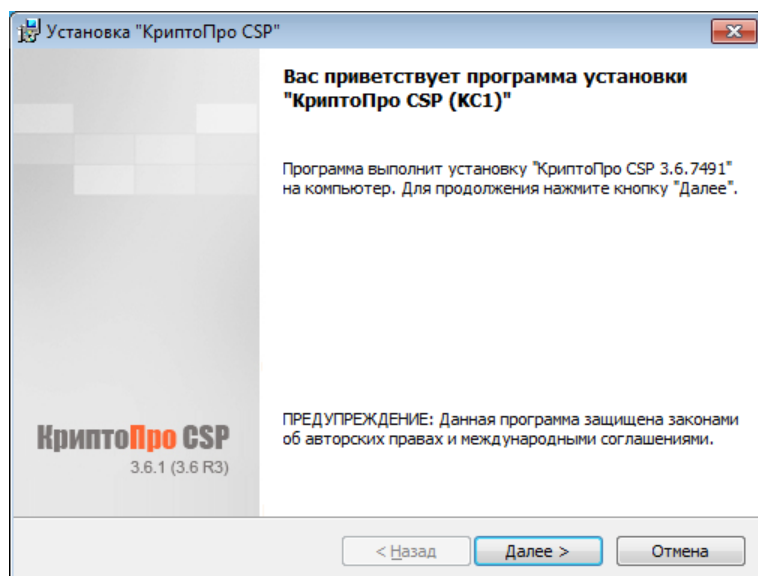 Установка "КриптоПро CSP"
Вас приветствует программа установки
"КриптоПро CSP (KC1)"
Программа выполнит установку "КриптоПро CSP 3.6.7491"
на компьютер. Для продолжения нажмите кнопку "Далее".
ПРЕДУПРЕЖДЕНИЕ: Данная программа защищена законами
об авторских правах и международными соглашениями.
КриптоПро CSP
3.6.1 (3.6 R3)
< Назад
Далее >
Отмена